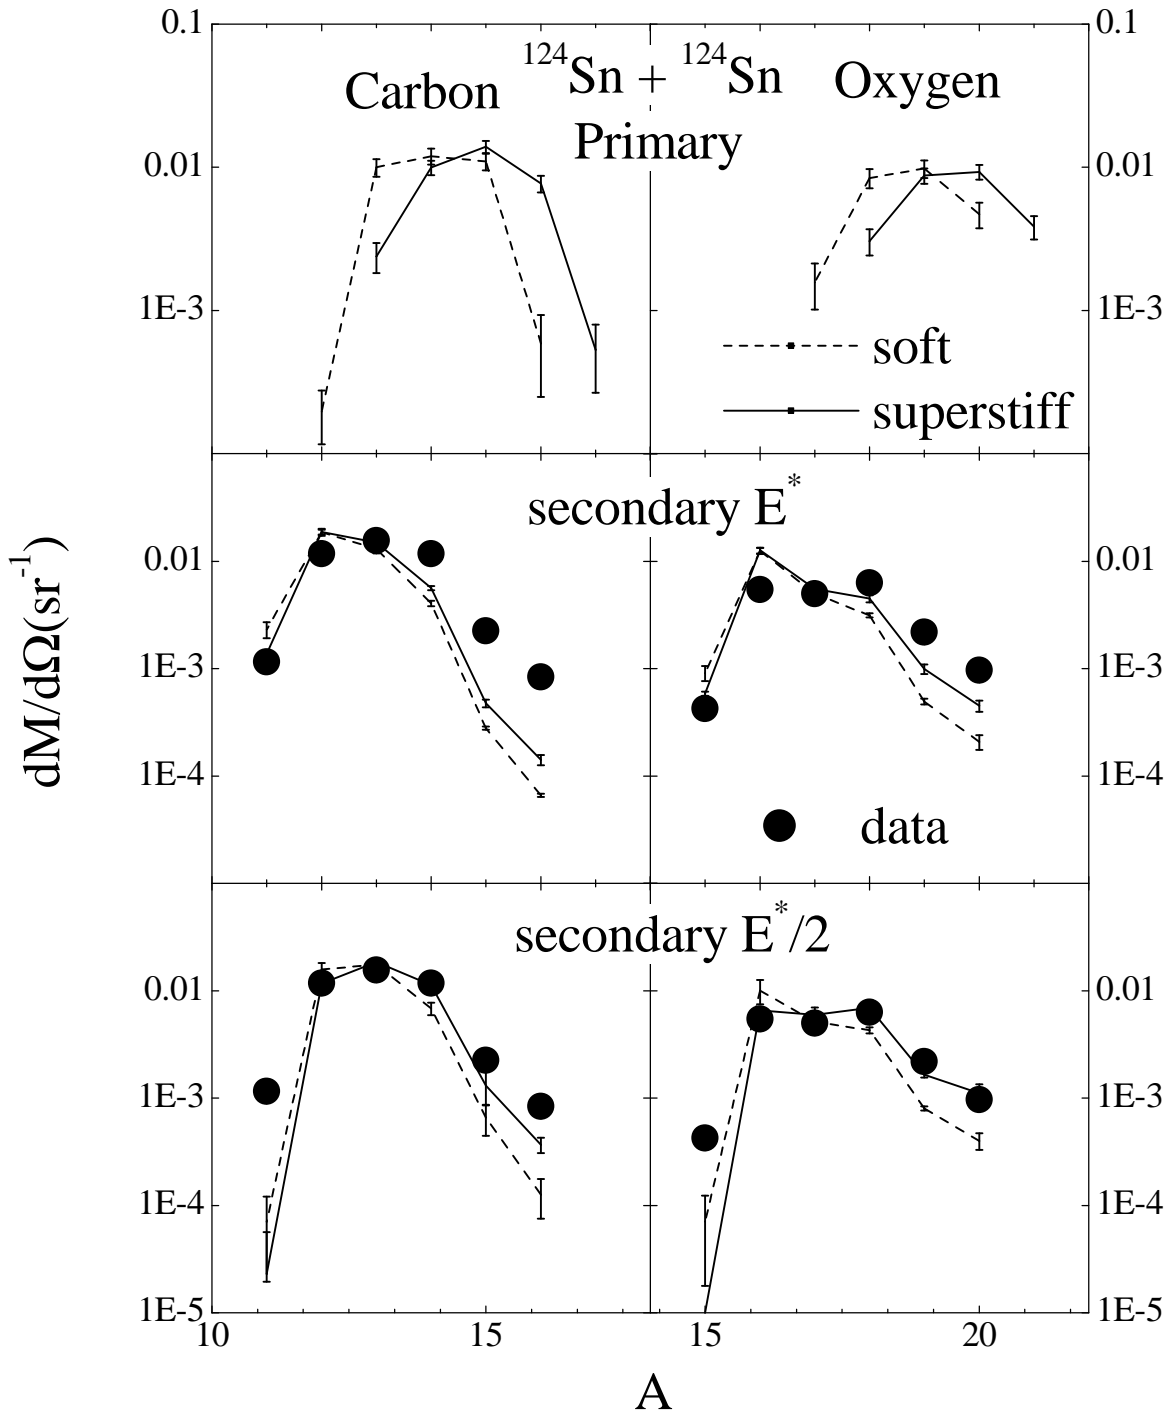 0.1
0.1
Carbon
¹²⁴Sn + ¹²⁴Sn
Oxygen
Primary
0.01
0.01
1E-3
1E-3
soft
superstiff
secondary E*
0.01
0.01
1E-3
1E-3
1E-4
1E-4
data
dM/dΩ(sr⁻¹)
secondary E*/2
0.01
0.01
1E-3
1E-3
1E-4
1E-4
1E-5
1E-5
10
15
15
20
A